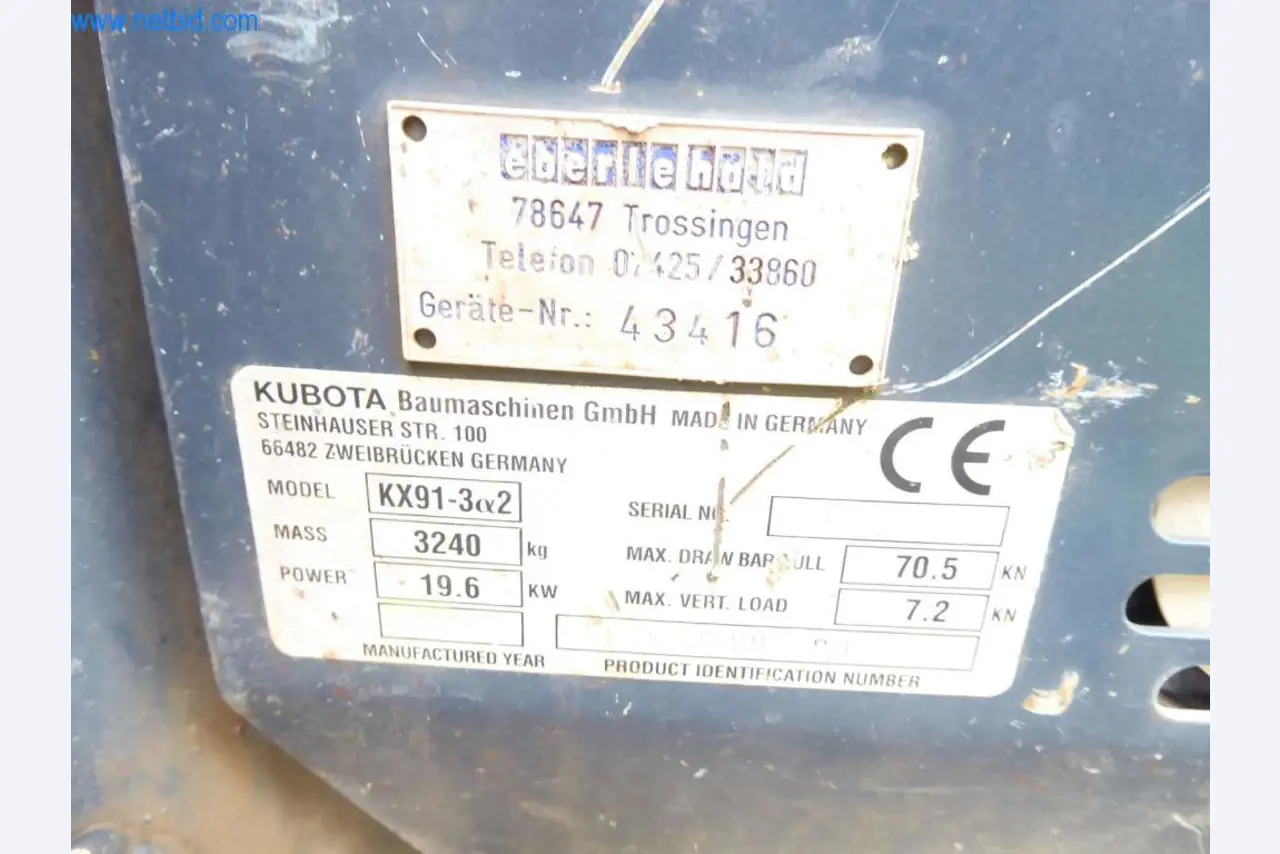 www.netbid.com
eberle hald
78647 Trossingen
Telefon 07425/33860
Geräte-Nr.: 43416
KUBOTA Baumaschinen GmbH MADE IN GERMANY
STEINHAUSER STR. 100
66482 ZWEIBRÜCKEN GERMANY
CE
MODEL KX91-3α2
SERIAL NO.
MASS 3240 kg
MAX. DRAW BAR PULL 70.5 KN
POWER 19.6 KW
MAX. VERT. LOAD 7.2 KN
MANUFACTURED YEAR
PRODUCT IDENTIFICATION NUMBER